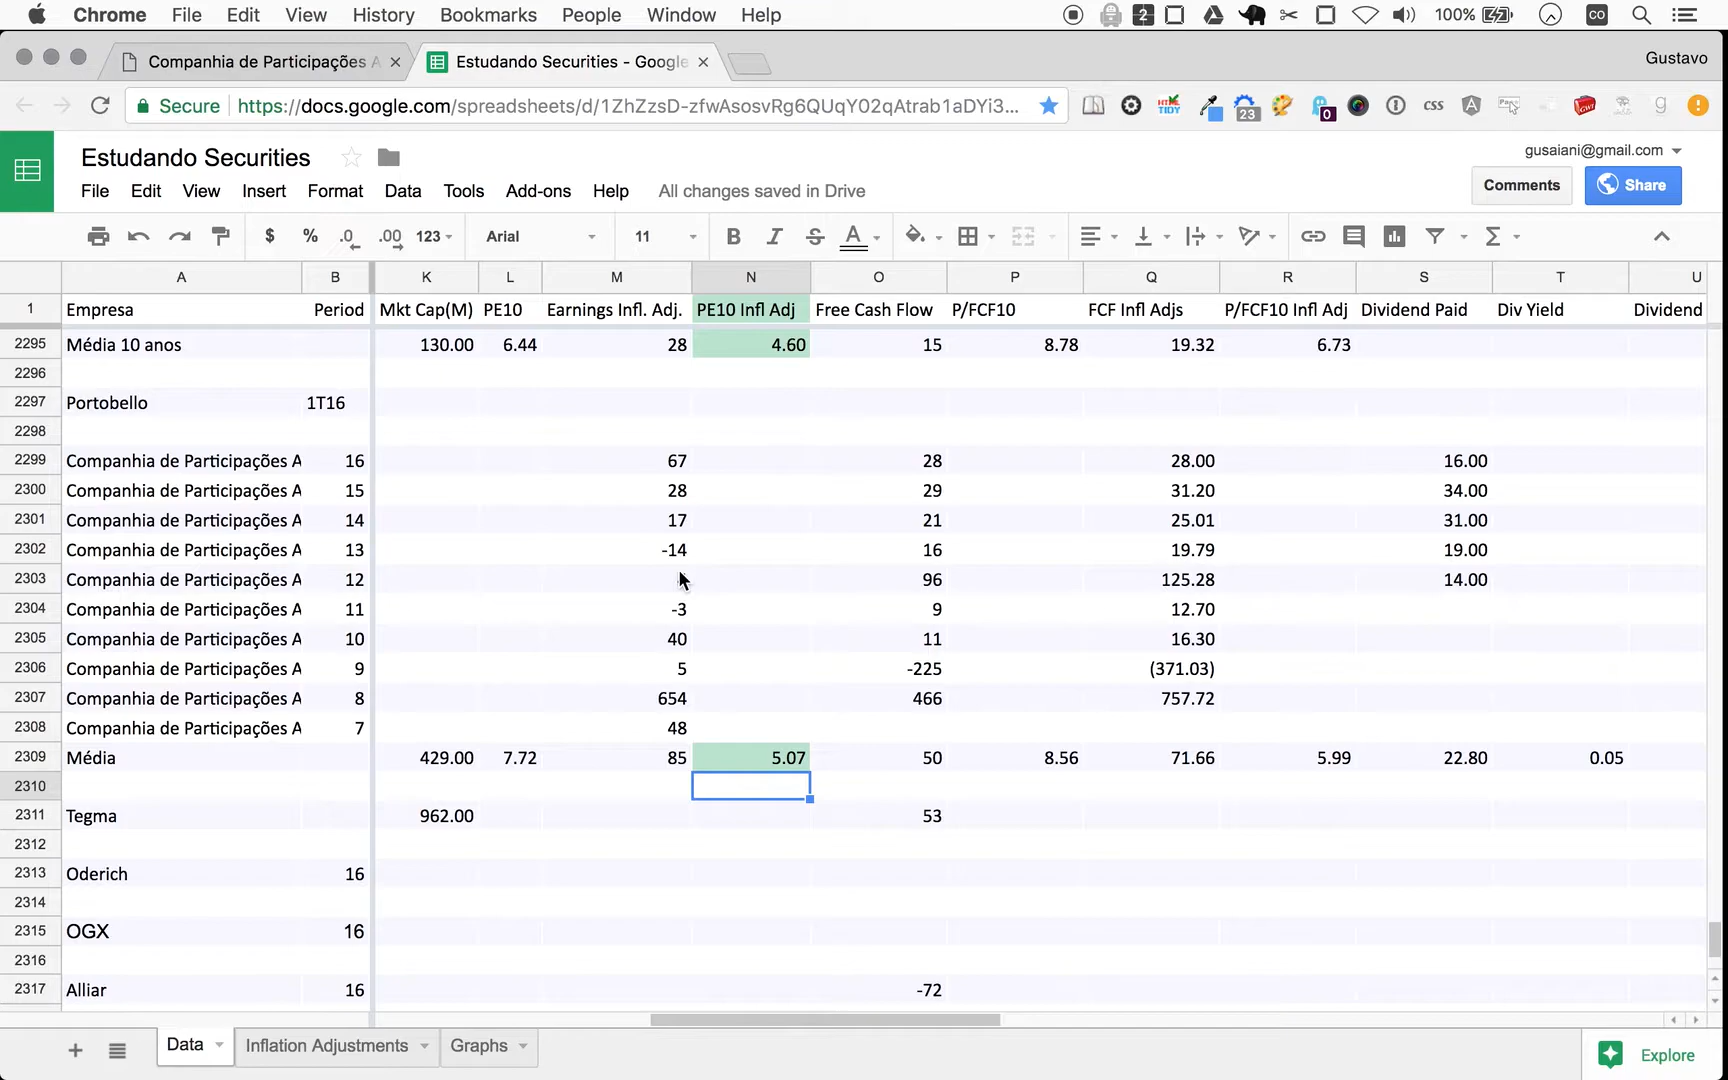 Chrome File Edit View History Bookmarks People Window Help 2 100% CO
Companhia de Participações A × Estudando Securities - Google × Gustavo
Secure https://docs.google.com/spreadsheets/d/1ZhZzsD-zfwAsosvRg6QUqY02qAtrab1aDYi3... 23 0 CSS
Estudando Securities gusaiani@gmail.com
File Edit View Insert Format Data Tools Add-ons Help All changes saved in Drive Comments Share
$ % .0 .00 123 Arial 11 B I S A Σ
A B K L M N O P Q R S T U
1 Empresa Period Mkt Cap(M) PE10 Earnings Infl. Adj. PE10 Infl Adj Free Cash Flow P/FCF10 FCF Infl Adjs P/FCF10 Infl Adj Dividend Paid Div Yield Dividend
2295 Média 10 anos 130.00 6.44 28 4.60 15 8.78 19.32 6.73
2296
2297 Portobello 1T16
2298
2299 Companhia de Participações A 16 67 28 28.00 16.00
2300 Companhia de Participações A 15 28 29 31.20 34.00
2301 Companhia de Participações A 14 17 21 25.01 31.00
2302 Companhia de Participações A 13 -14 16 19.79 19.00
2303 Companhia de Participações A 12 96 125.28 14.00
2304 Companhia de Participações A 11 -3 9 12.70
2305 Companhia de Participações A 10 40 11 16.30
2306 Companhia de Participações A 9 5 -225 (371.03)
2307 Companhia de Participações A 8 654 466 757.72
2308 Companhia de Participações A 7 48
2309 Média 429.00 7.72 85 5.07 50 8.56 71.66 5.99 22.80 0.05
2310
2311 Tegma 962.00 53
2312
2313 Oderich 16
2314
2315 OGX 16
2316
2317 Alliar 16 -72
Data Inflation Adjustments Graphs Explore